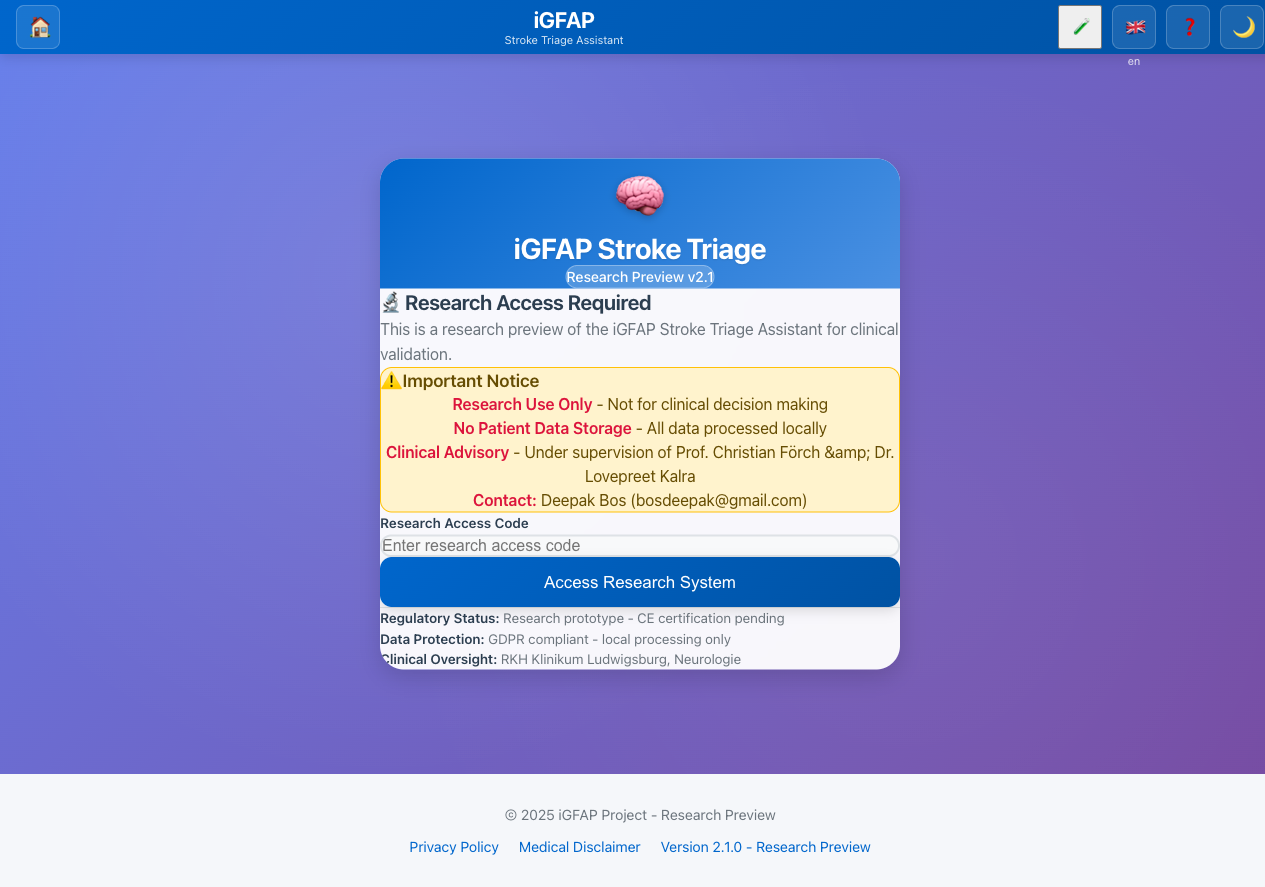 iGFAP
Stroke Triage Assistant
en
iGFAP Stroke Triage
Research Preview v2.1
Research Access Required
This is a research preview of the iGFAP Stroke Triage Assistant for clinical
validation.
Important Notice
Research Use Only - Not for clinical decision making
No Patient Data Storage - All data processed locally
Clinical Advisory - Under supervision of Prof. Christian Förch &amp; Dr.
Lovepreet Kalra
Contact: Deepak Bos (bosdeepak@gmail.com)
Research Access Code
Enter research access code
Access Research System
Regulatory Status: Research prototype - CE certification pending
Data Protection: GDPR compliant - local processing only
Clinical Oversight: RKH Klinikum Ludwigsburg, Neurologie
© 2025 iGFAP Project - Research Preview
Privacy Policy Medical Disclaimer Version 2.1.0 - Research Preview